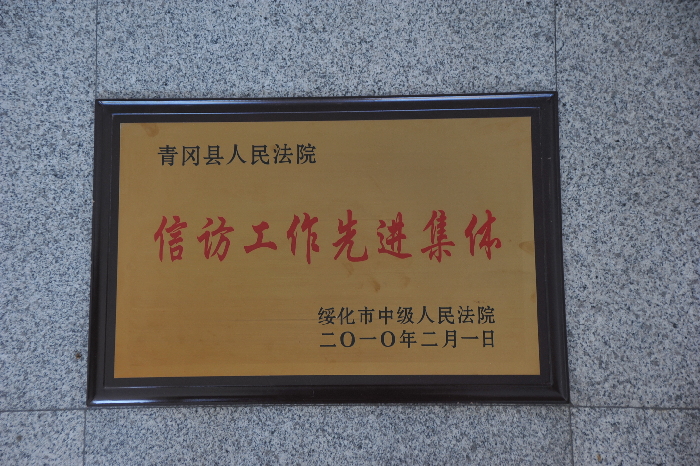 青冈县人民法院
信访工作先进集体
绥化市中级人民法院
二〇一〇年二月一日